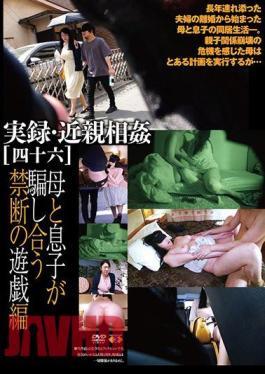 長年連れ添った
夫婦の離婚から始まった
母と息子の同居生活―。
親子関係崩壊の
危機を感じた母は
とある計画を実行するが…
実録・近親相姦
[四十六]
母と息子が
騙し合う
禁断の遊戯編
DVD